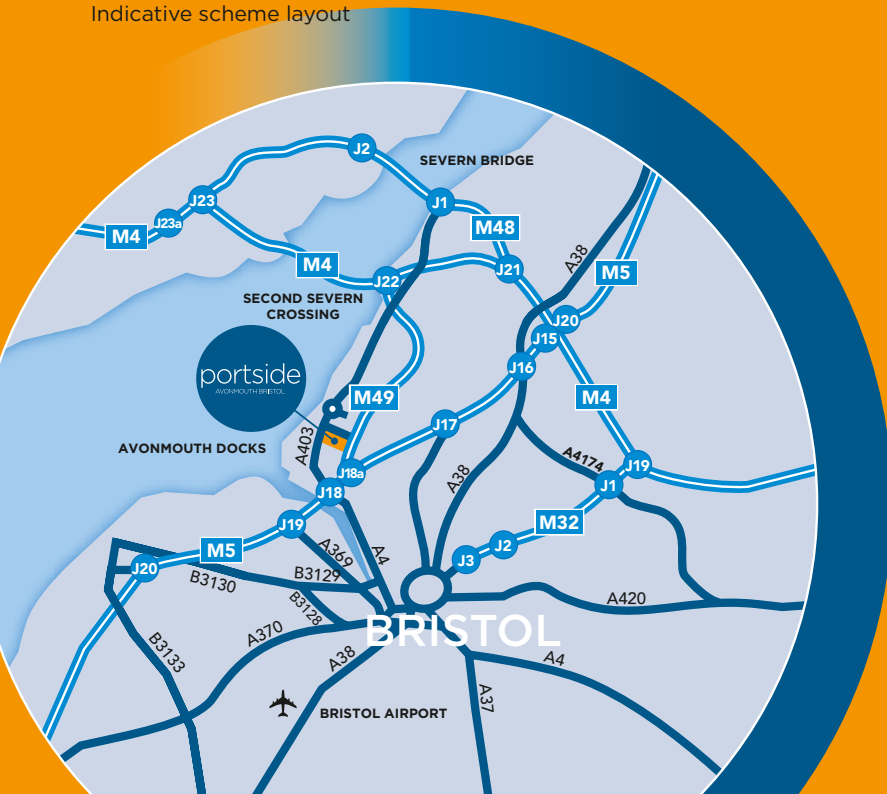 Indicative scheme layout
J2
SEVERN BRIDGE
J23
J1
J23a
M48
M4
A38
M4
J21
M5
J22
SECOND SEVERN
CROSSING
J20
J15
J16
portside
AVONMOUTH BRISTOL
M49
M4
J17
A403
AVONMOUTH DOCKS
A4174
J19
J18a
A38
J1
J18
J19
M32
M5
A369
A4
J2
J3
J20
B3130
B3129
B3128
A420
BRISTOL
A370
B3133
A38
A4
A37
BRISTOL AIRPORT